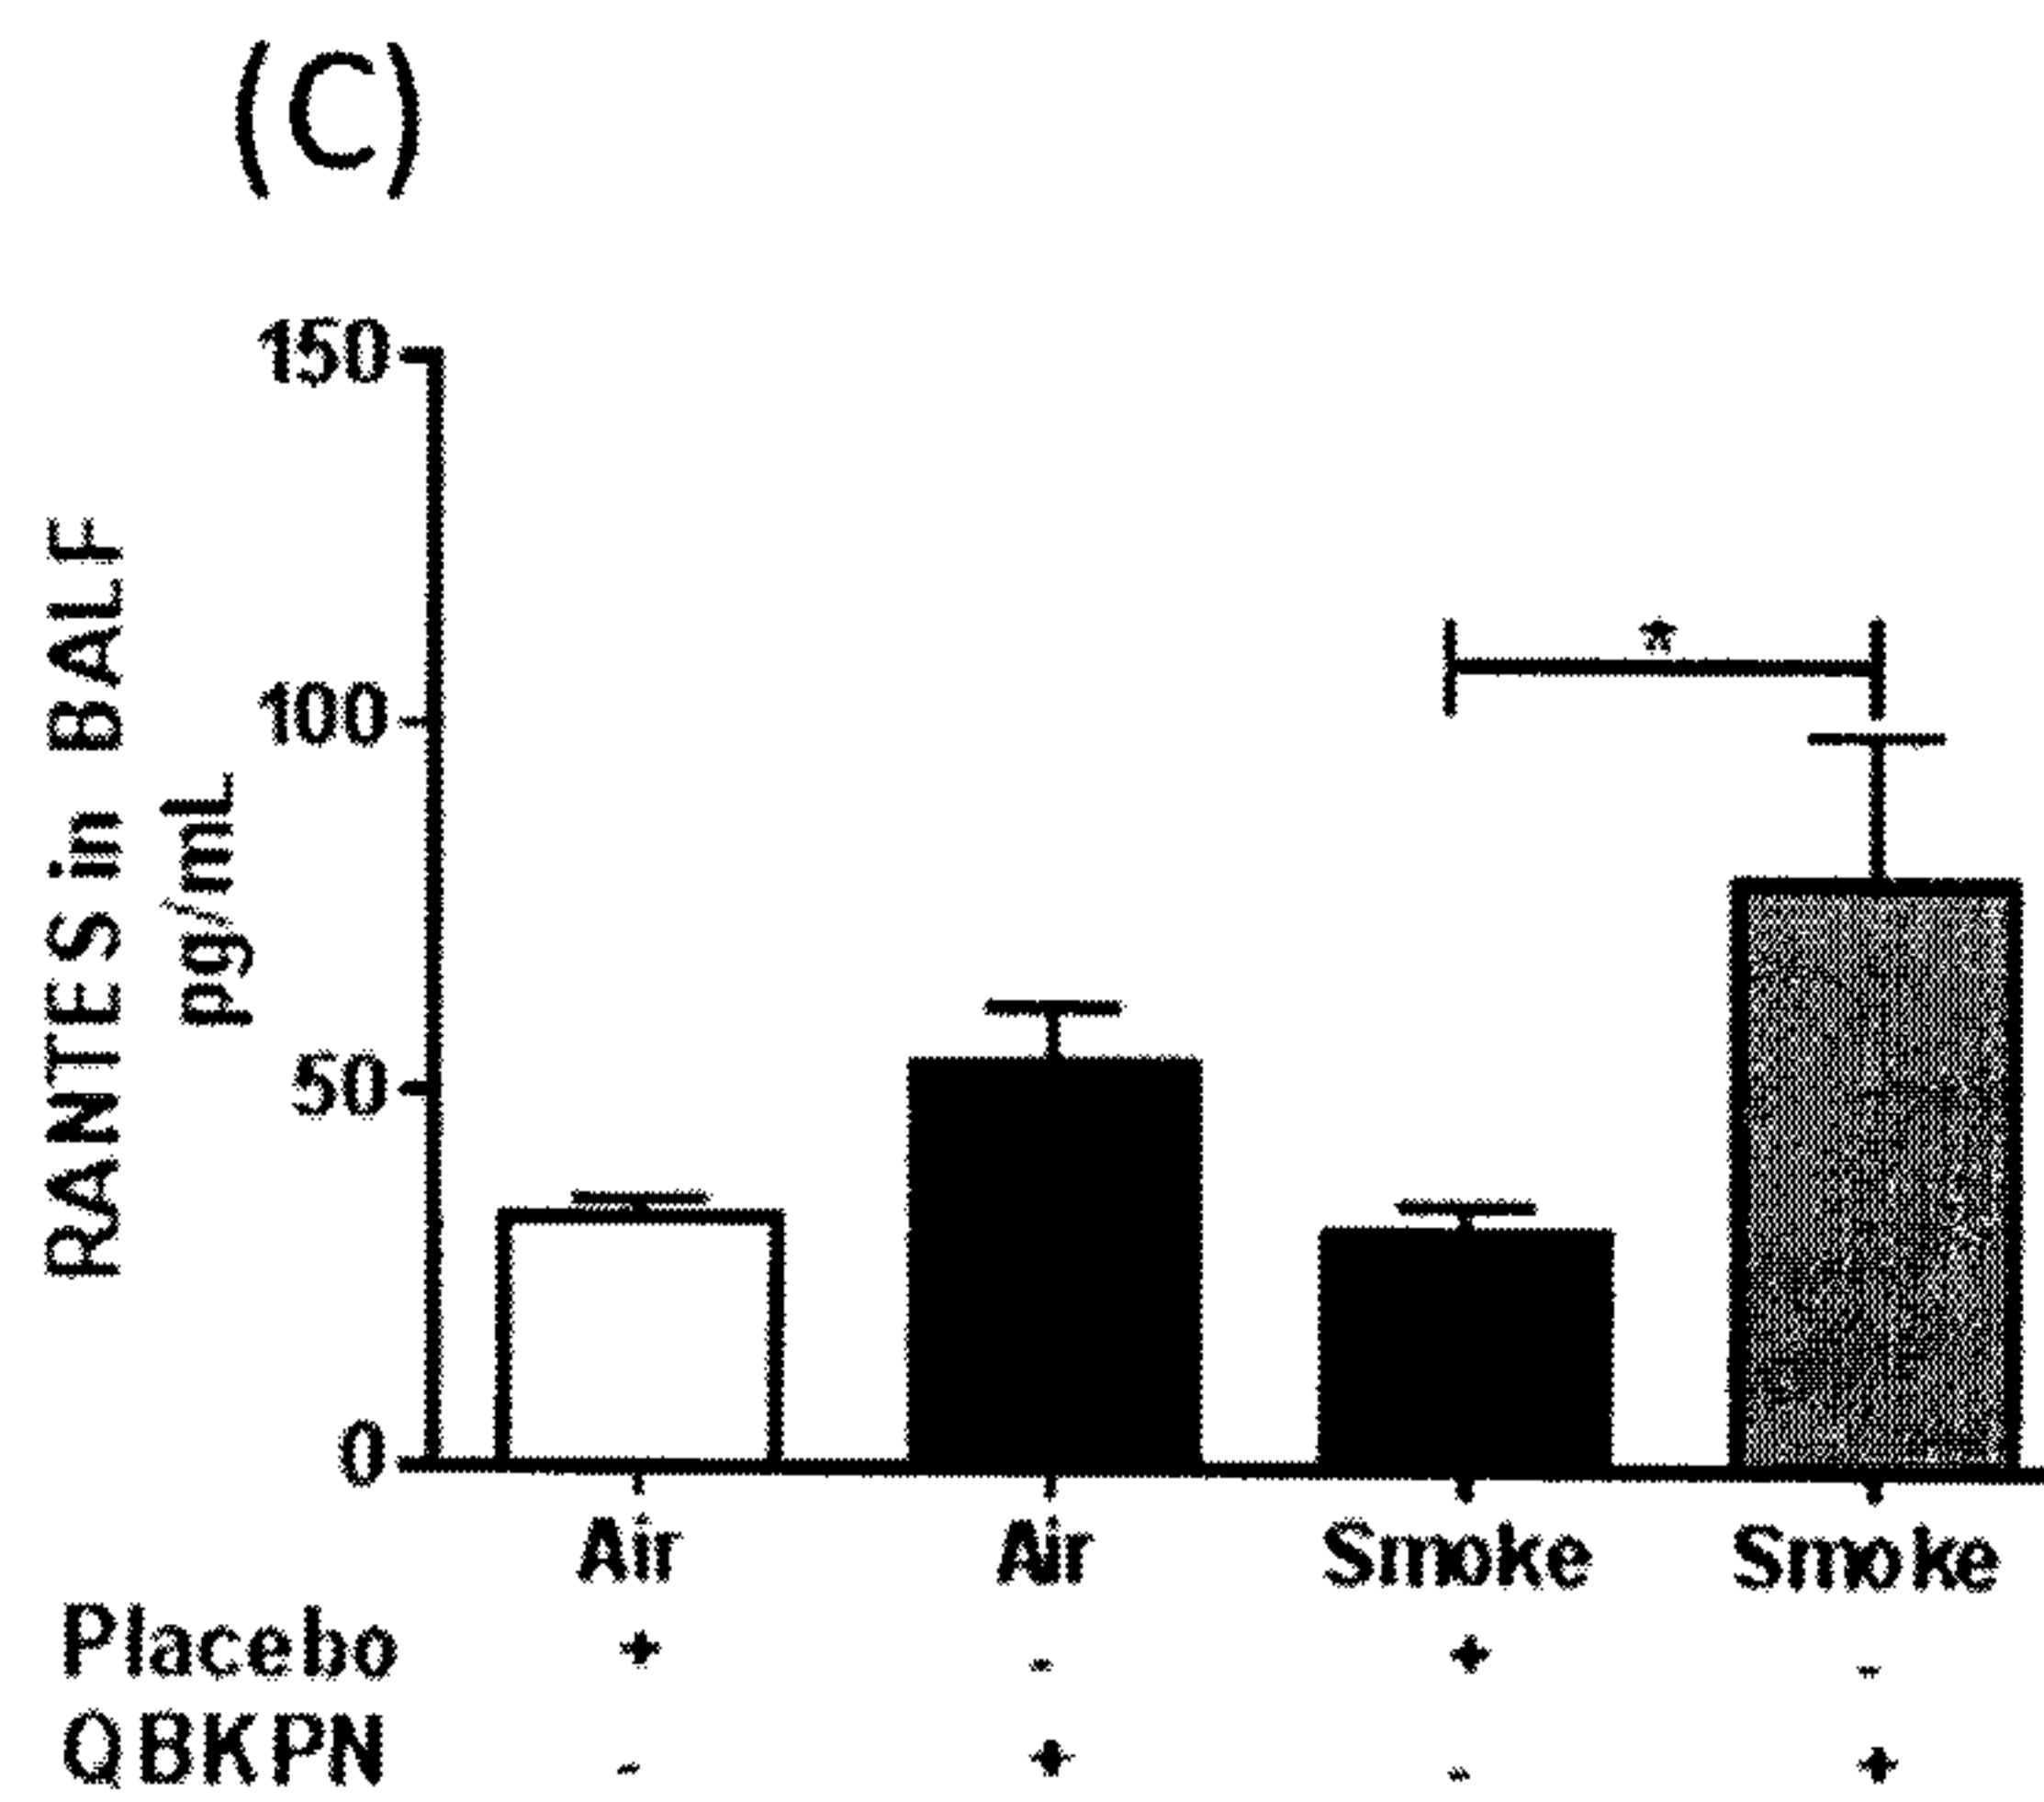 (C)
RANTES in BALF
pg/mL
150
100
50
0
*
Air Air Smoke Smoke
Placebo + - + -
QBKPN - + - +